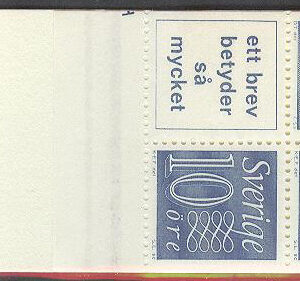 ett brev
betyder
så
mycket
Sverige
10
öre